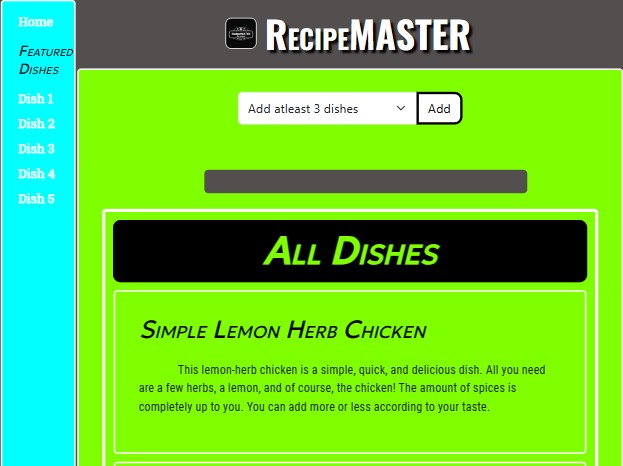 Home
Featured
Dishes
Dish 1
Dish 2
Dish 3
Dish 4
Dish 5
RecipeMASTER
Add atleast 3 dishes
Add
All Dishes
Simple Lemon Herb Chicken
This lemon-herb chicken is a simple, quick, and delicious dish. All you need
are a few herbs, a lemon, and of course, the chicken! The amount of spices is
completely up to you. You can add more or less according to your taste.